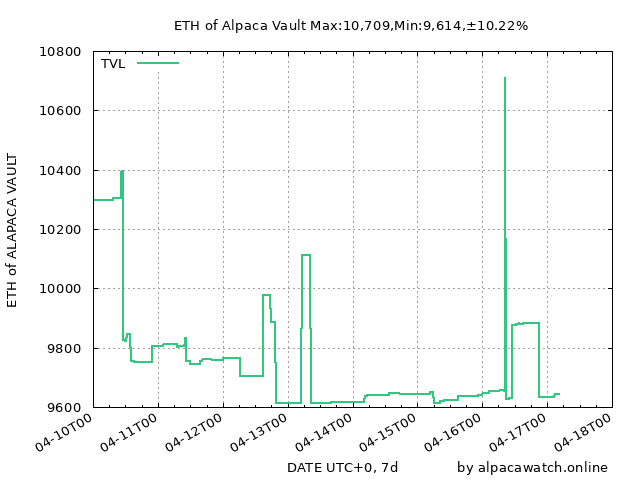 ETH of Alpaca Vault Max:10,709,Min:9,614,±10.22%
TVL
10800
10600
10400
10200
10000
9800
9600
ETH of ALAPACA VAULT
04-10T00
04-11T00
04-12T00
04-13T00
04-14T00
04-15T00
04-16T00
04-17T00
04-18T00
DATE UTC+0, 7d
by alpacawatch.online